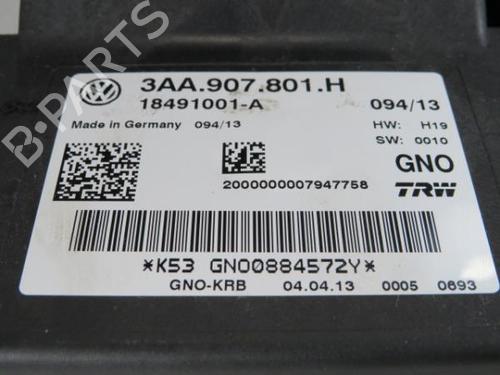 3AA.907.801.H
18491001-A 094/13
Made in Germany 094/13 HW: H19
SW: 0010
GNO
2000000007947758
TRW
*K53 GNO0884572Y*
GNO-KRB 04.04.13 0005 0693
B-PARTS